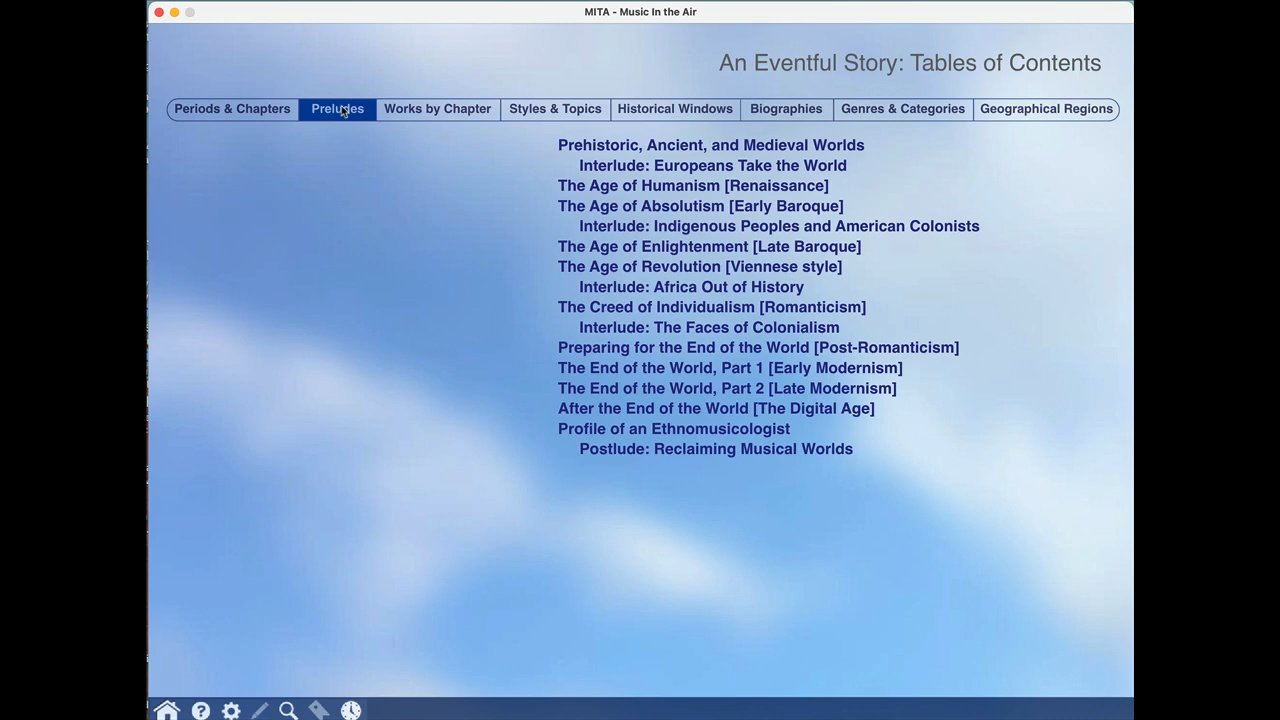 MITA - Music In the Air
An Eventful Story: Tables of Contents
Periods & Chapters Preludes Works by Chapter Styles & Topics Historical Windows Biographies Genres & Categories Geographical Regions
Prehistoric, Ancient, and Medieval Worlds
Interlude: Europeans Take the World
The Age of Humanism [Renaissance]
The Age of Absolutism [Early Baroque]
Interlude: Indigenous Peoples and American Colonists
The Age of Enlightenment [Late Baroque]
The Age of Revolution [Viennese style]
Interlude: Africa Out of History
The Creed of Individualism [Romanticism]
Interlude: The Faces of Colonialism
Preparing for the End of the World [Post-Romanticism]
The End of the World, Part 1 [Early Modernism]
The End of the World, Part 2 [Late Modernism]
After the End of the World [The Digital Age]
Profile of an Ethnomusicologist
Postlude: Reclaiming Musical Worlds